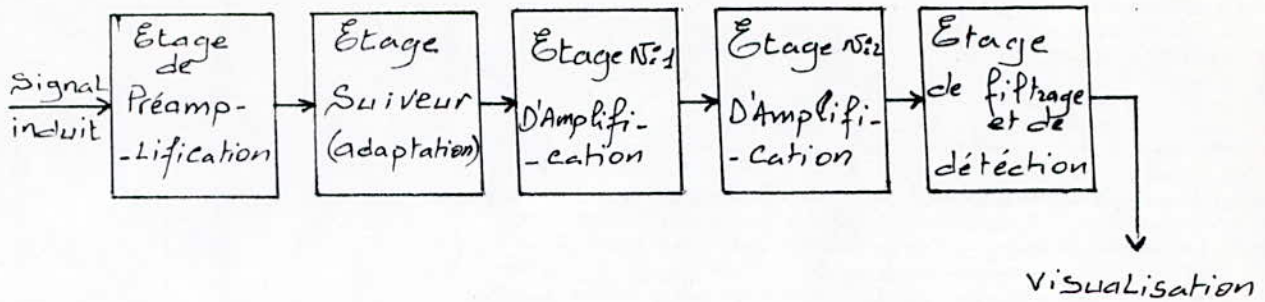 Signal
induit
Etage
de
Préamp-
-Lification
Etage
Suiveur
(adaptation)
Etage N:1
D'Amplifi-
-cation
Etage N:2
D'Amplifi-
-cation
Etage
de filtrage
et de
détéction
Visualisation